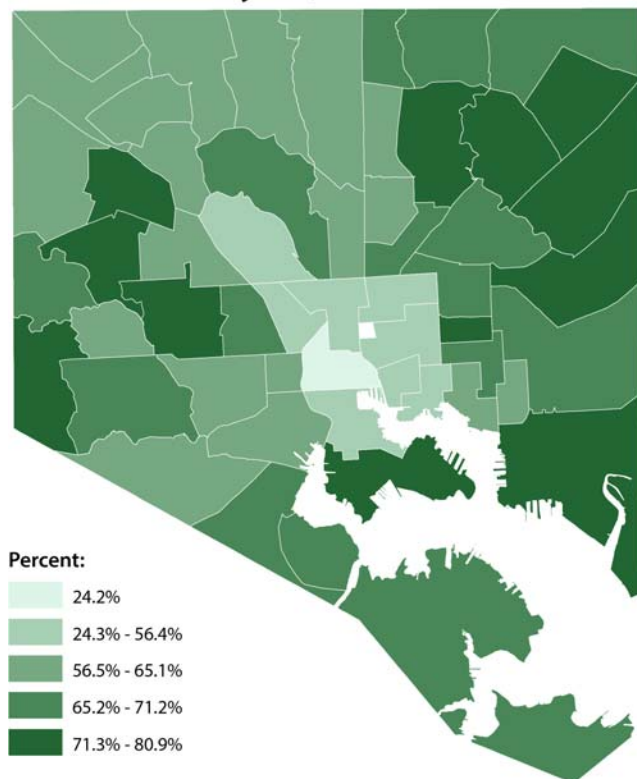 Percent:
24.2%
24.3% - 56.4%
56.5% - 65.1%
65.2% - 71.2%
71.3% - 80.9%